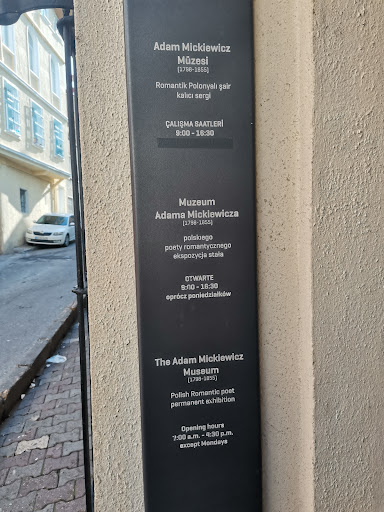 Adam Mickiewicz
Müzesi
[1798-1855]
Romantik Polonyalı şair
kalıcı sergi
ÇALIŞMA SAATLERİ
9:00 - 16:30
Muzeum
Adama Mickiewicza
[1798-1855]
polskiego
poety romantycznego
ekspozycja stała
OTWARTE
9:00 - 16:30
oprócz poniedziałków
The Adam Mickiewicz
Museum
[1798-1855]
Polish Romantic poet
permanent exhibition
Opening hours
7:00 a.m. - 4:30 p.m.
except Mondays